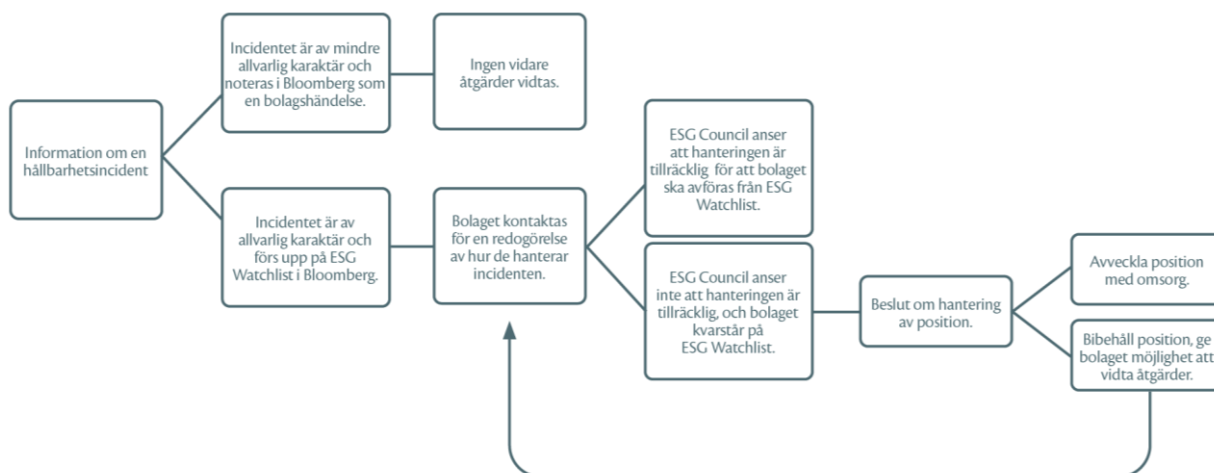 Information om en
hållbarhetsincident
Incidentet är av mindre
allvarlig karaktär och
noteras i Bloomberg som
en bolagshändelse.
Ingen vidare
åtgärder vidtas.
Incidentet är av
allvarlig karaktär och
förs upp på ESG
Watchlist i Bloomberg.
Bolaget kontaktas
för en redogörelse
av hur de hanterar
incidenten.
ESG Council anser
att hanteringen är
tillräcklig för att bolaget
ska avföras från ESG
Watchlist.
ESG Council anser
inte att hanteringen är
tillräcklig, och bolaget
kvarstår på
ESG Watchlist.
Beslut om hantering
av position.
Avveckla position
med omsorg.
Bibehåll position, ge
bolaget möjlighet att
vidta åtgärder.